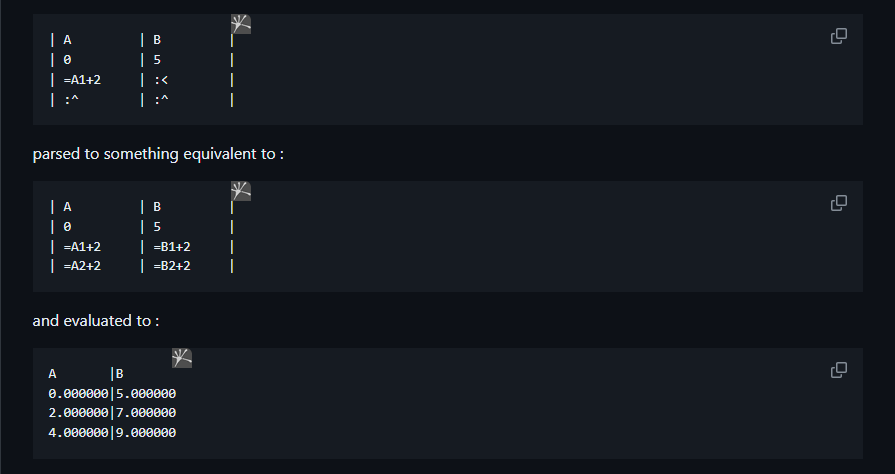 | A        | B        |
| 0        | 5        |
| =A1+2    | :<       |
| :^       | :^       |
parsed to something equivalent to :
| A        | B        |
| 0        | 5        |
| =A1+2    | =B1+2    |
| =A2+2    | =B2+2    |
and evaluated to :
A       |B
0.000000|5.000000
2.000000|7.000000
4.000000|9.000000